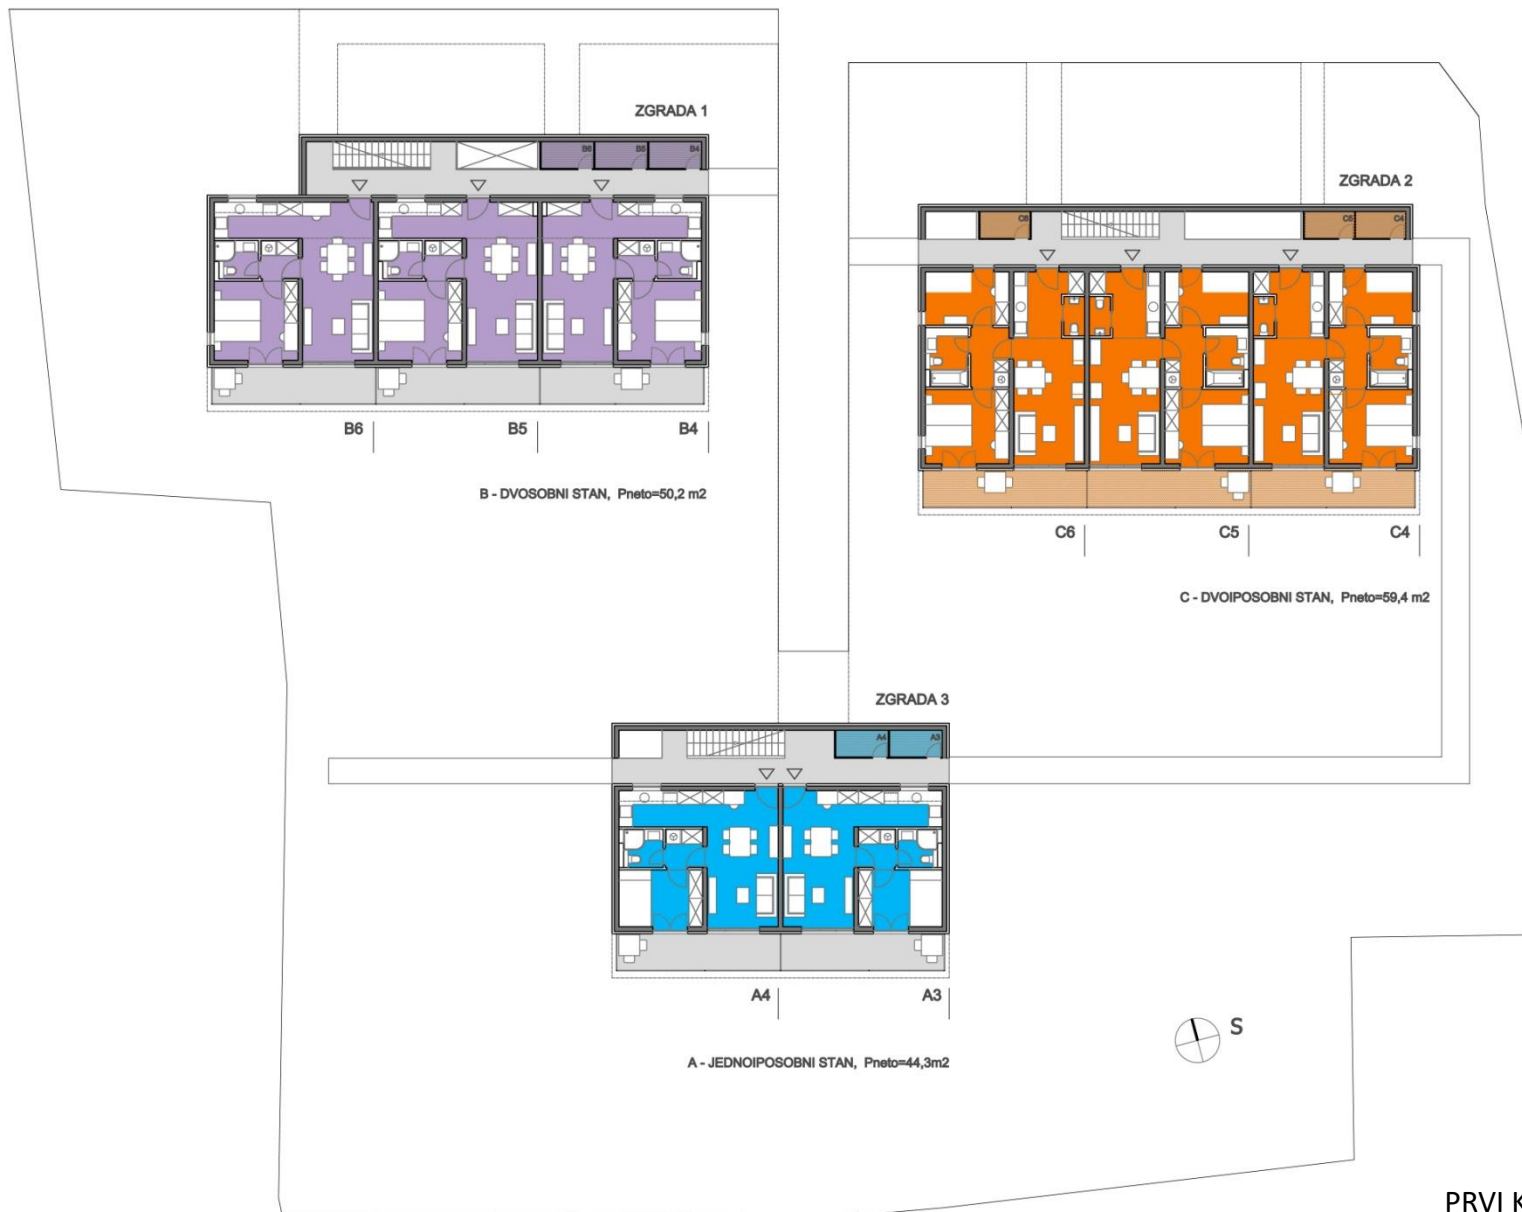 ZGRADA 1
B6 B5 B4
B6 B5 B4
B - DVOSOBNI STAN, Pneto=50,2 m2
ZGRADA 2
C6 C5 C4
C6 C5 C4
C - DVOIPOSOBNI STAN, Pneto=59,4 m2
ZGRADA 3
A4 A3
A4 A3
A - JEDNOIPOSOBNI STAN, Pneto=44,3m2
S
PRVI K